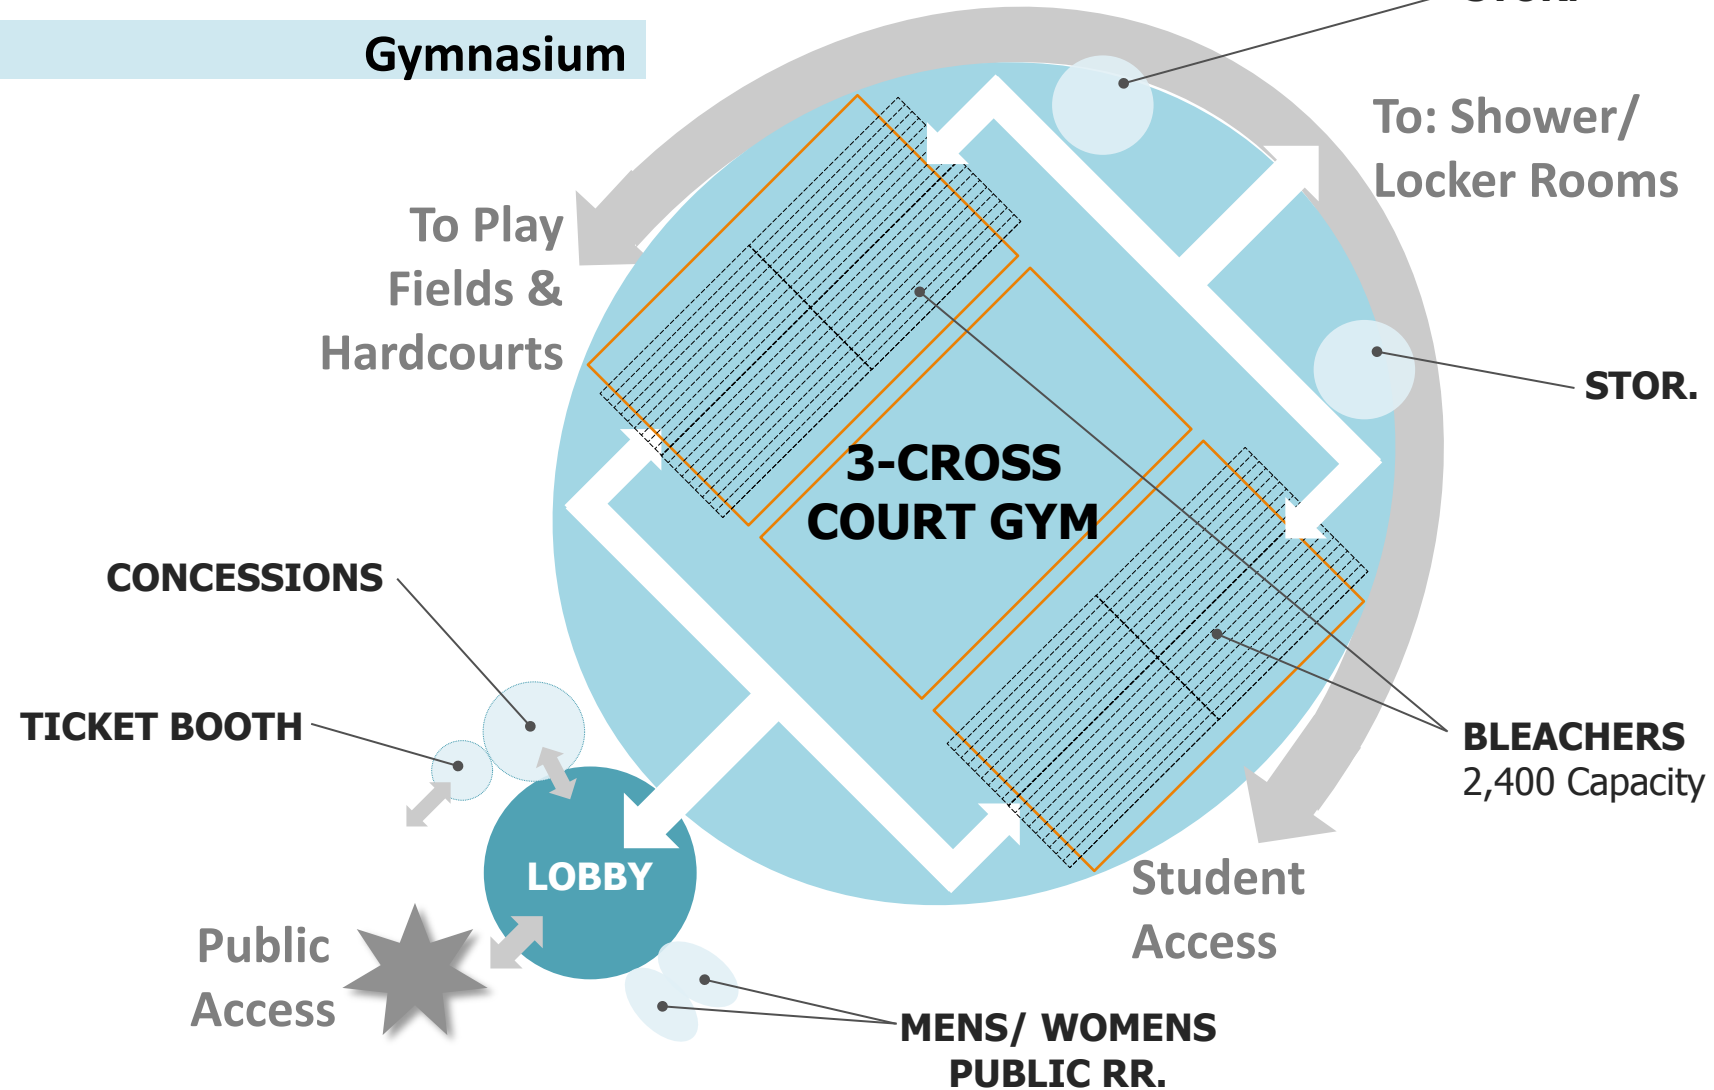 Gymnasium
To: Shower/
Locker Rooms
To Play
Fields &
Hardcourts
STOR.
3-CROSS
COURT GYM
CONCESSIONS
TICKET BOOTH
BLEACHERS
2,400 Capacity
LOBBY
Student
Access
Public
Access
MENS/ WOMENS
PUBLIC RR.